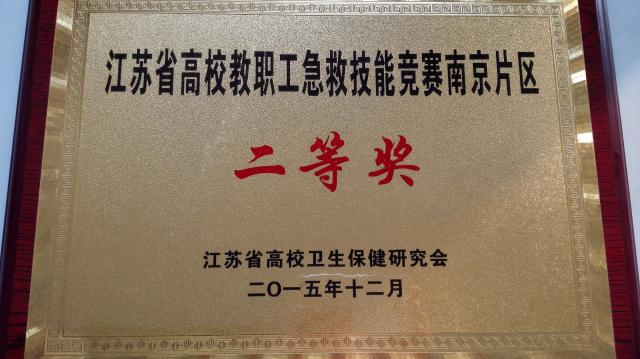 江苏省高校教职工急救技能竞赛南京片区
二等奖
江苏省高校卫生保健研究会
二〇一五年十二月